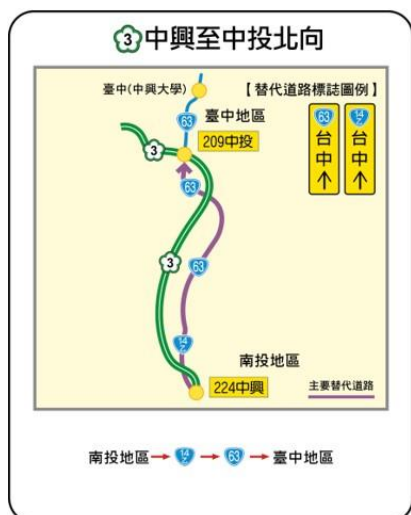 3中興至中投北向
臺中(中興大學)
【替代道路標誌圖例】
63
臺中地區
63
台中↑
14乙
台中↑
209中投
3
63
63
3
14乙
南投地區
224中興
主要替代道路
南投地區→14乙→63→臺中地區